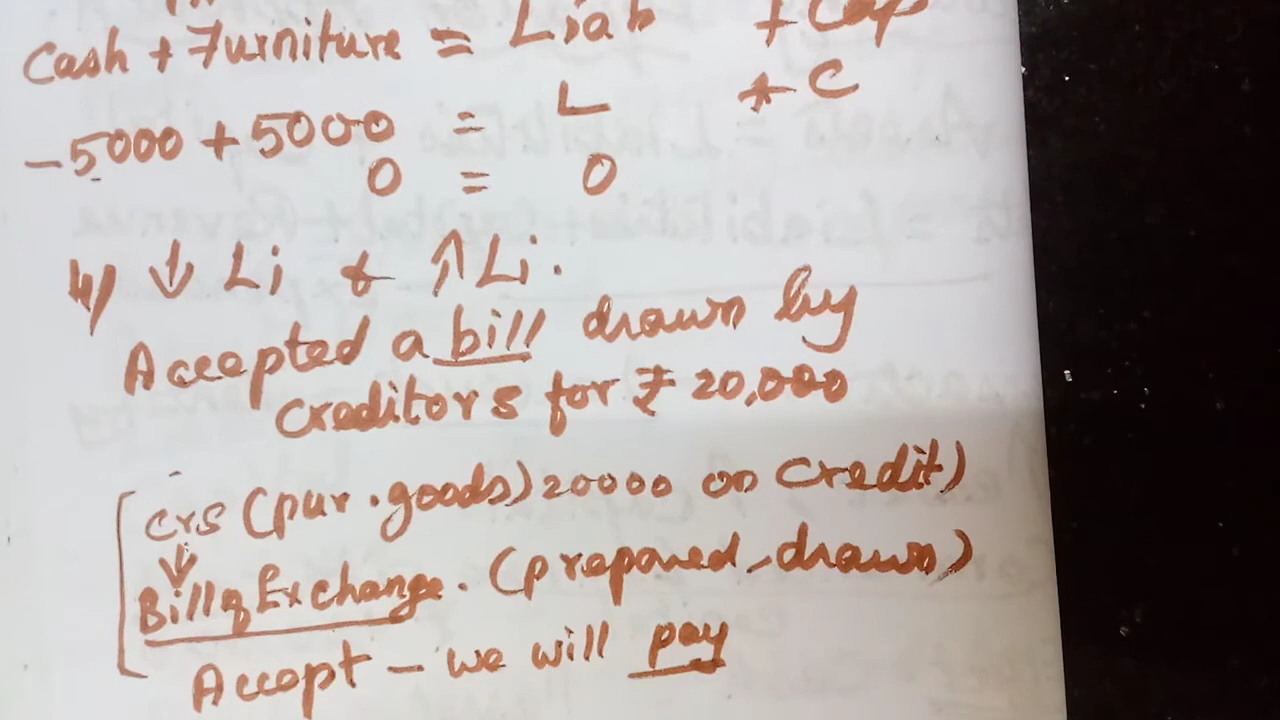 Cash + Furniture = Liab + Cap
-5000 + 5000 = L + C
0 = 0
4) ↓ Li & ↑ Li.
Accepted a bill drawn by
creditors for ₹ 20,000
crs (pur. goods) 20000 on credit)
↓
Bill of Exchange. (prepared, drawn)
Accept - we will pay